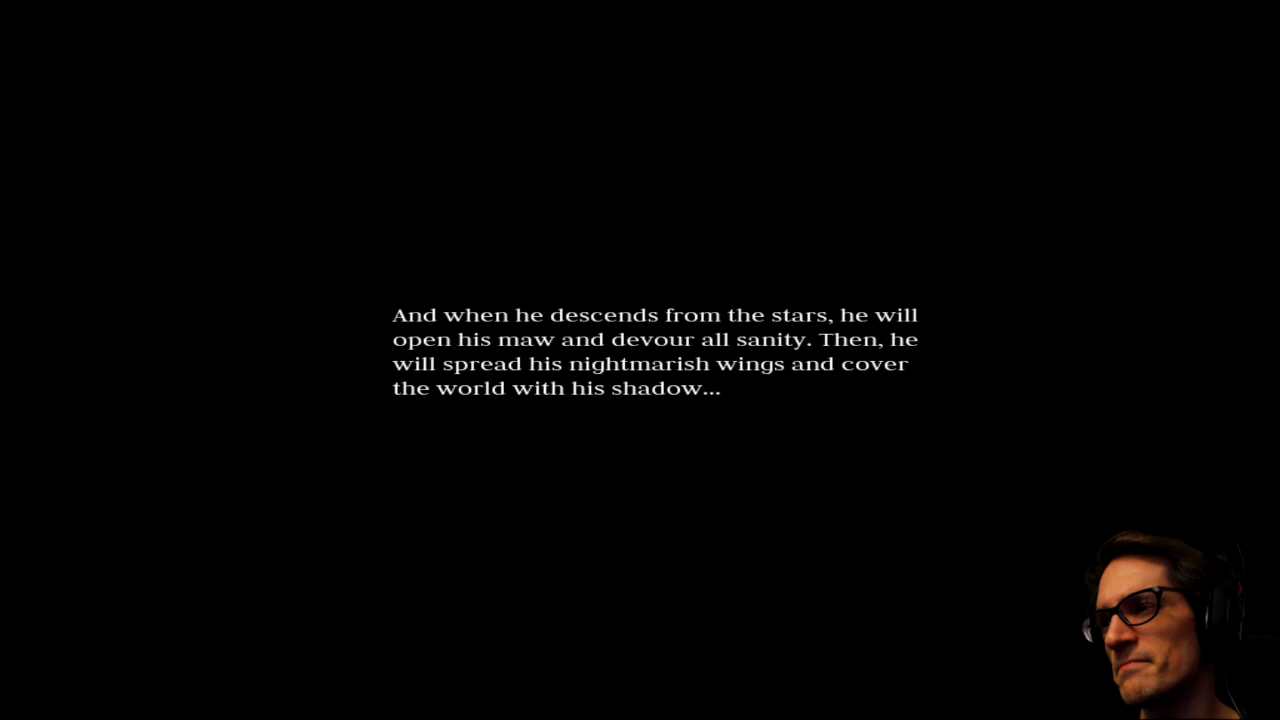 And when he descends from the stars, he will
open his maw and devour all sanity. Then, he
will spread his nightmarish wings and cover
the world with his shadow...